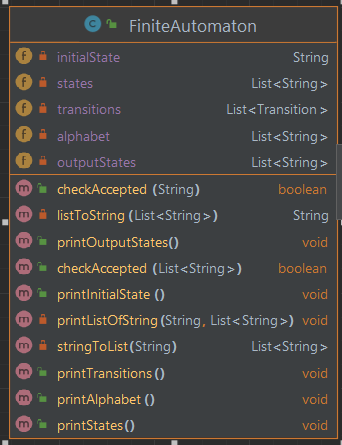 C FiniteAutomaton
f initialState String
f states List<String>
f transitions List<Transition>
f alphabet List<String>
f outputStates List<String>
m checkAccepted (String) boolean
m listToString (List<String>) String
m printOutputStates() void
m checkAccepted (List<String>) boolean
m printInitialState () void
m printListOfString(String, List<String>) void
m stringToList(String) List<String>
m printTransitions() void
m printAlphabet () void
m printStates() void